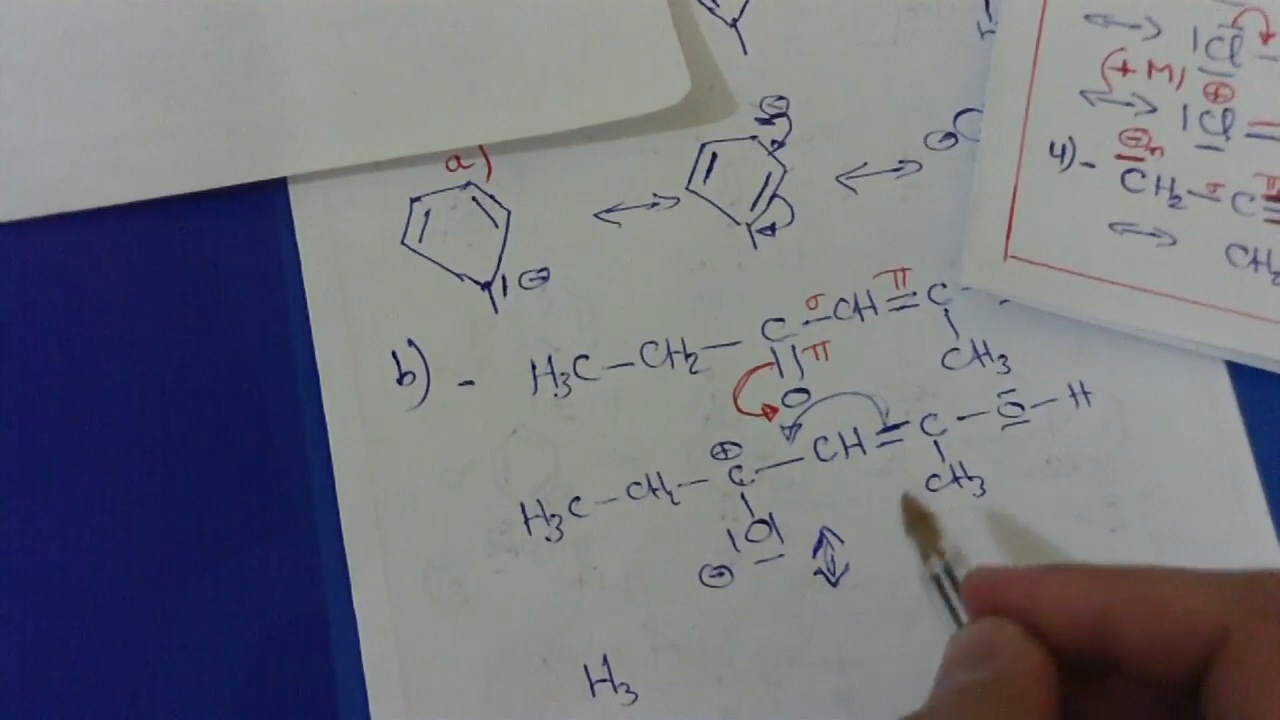 a)
⊖
⊖
⊖
b) - H₃C – CH₂ – C – CH = C - -
σ π
π
O
CH₃
H₃C – CH₂ – C – CH = C – O – H
⊕
CH₃
O
⊖
H₃
Cl
(+M)
⊕
Cl
4)-
CH₂ – C
σ π
CH₂